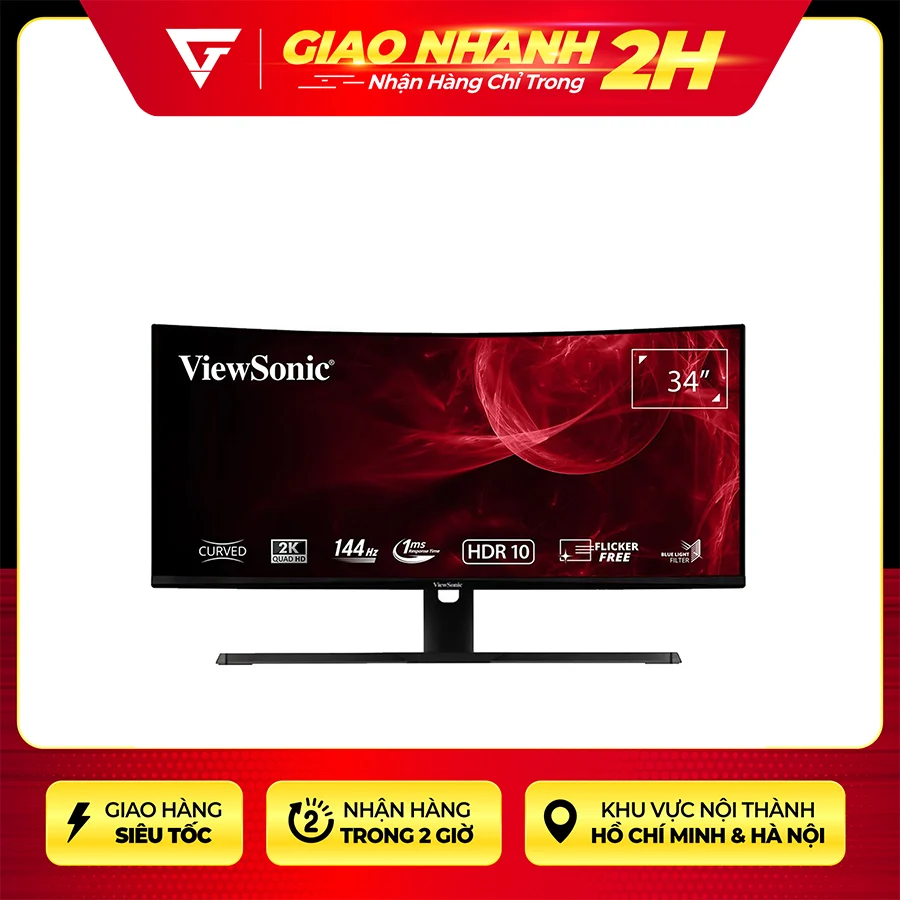 GIAO NHANH 2H
Nhận Hàng Chỉ Trong
ViewSonic®
34”
CURVED
2K
QUAD HD
144Hz
1ms
Response Time
HDR 10
FLICKER
FREE
BLUE LIGHT
FILTER
ViewSonic
GIAO HÀNG
SIÊU TỐC
2
NHẬN HÀNG
TRONG 2 GIỜ
KHU VỰC NỘI THÀNH
HỒ CHÍ MINH & HÀ NỘI